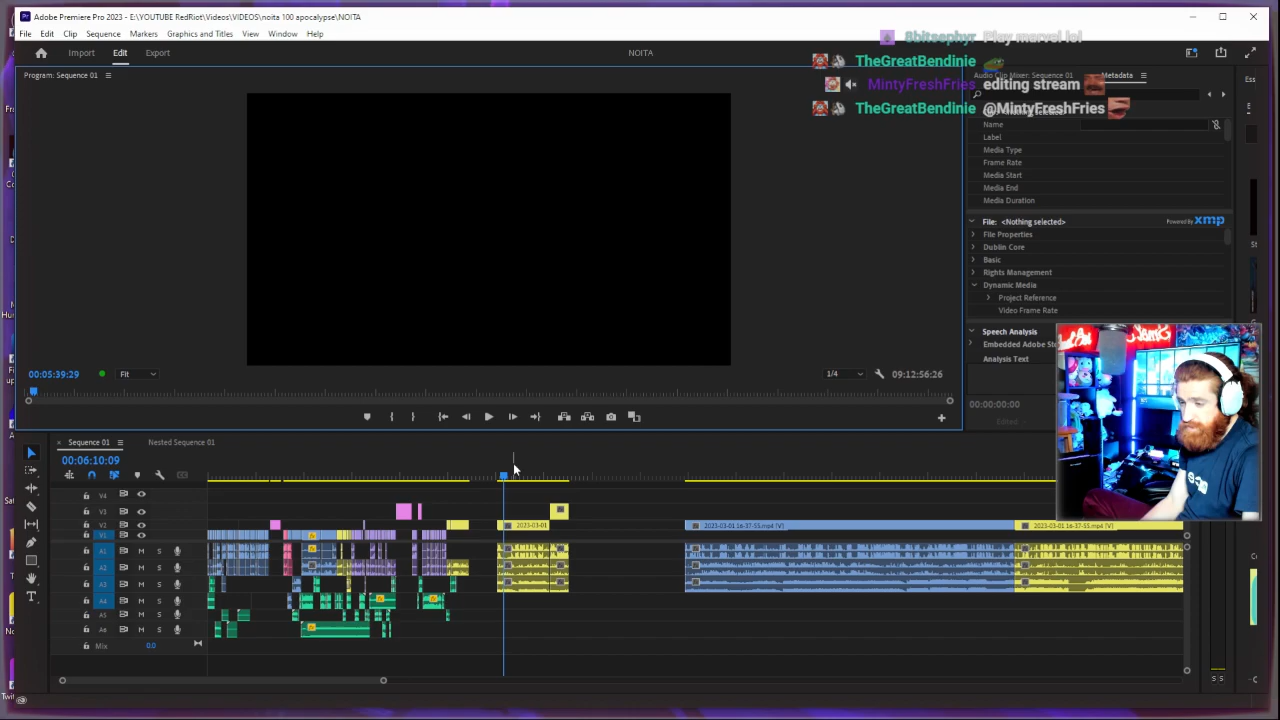 Adobe Premiere Pro 2023 - E:\YOUTUBE RedRiot\Videos\VIDEOS\noita 100 apocalypse\NOITA
File Edit Clip Sequence Markers Graphics and Titles View Window Help
8bitsephyr Play marvel lol
Import Edit Export
NOITA
TheGreatBendinie
Program: Sequence 01
Audio Clip Mixer: Sequence 01 Metadata
MintyFreshFries editing stream
TheGreatBendinie @MintyFreshFries
Name
Label
Media Type
Frame Rate
Media Start
Media End
Media Duration
File: <Nothing selected>
Powered By xmp
File Properties
Dublin Core
Basic
Rights Management
Dynamic Media
Project Reference
Video Frame Rate
Speech Analysis
Embedded Adobe
Analysis Text
00:05:39:29
Fit
1/4
09:12:56:26
00:00:00:00
Sequence 01
Nested Sequence 01
00:06:10:09
V4
V2
2023-03-01
2023-03-01 16-37-55.mp4 [V]
2023-03-01 16-37-55.mp4 [V]
V1
A1 M S
A2 M S
A3 M S
A4 M S
A5 M S
A6 M S
Mix 0.0
S S